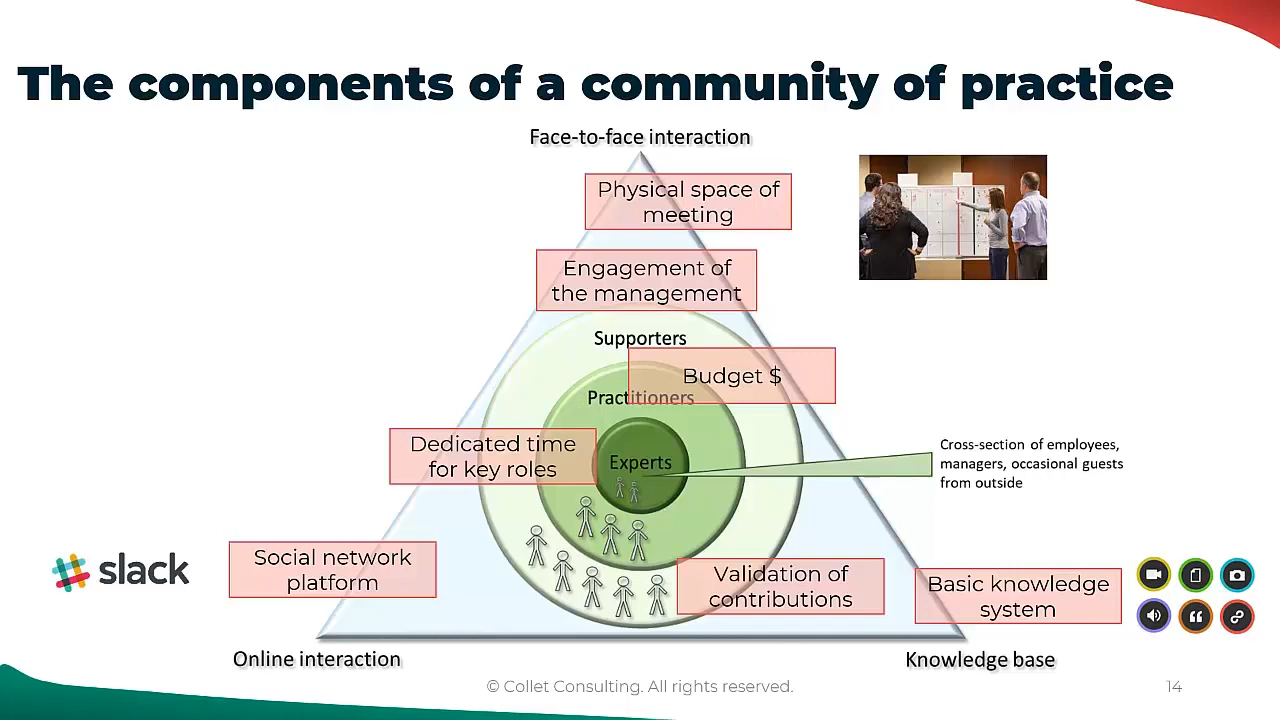 The components of a community of practice
Face-to-face interaction
Physical space of
meeting
Engagement of
the management
Supporters
Budget $
Practitioners
Dedicated time
for key roles
Experts
Cross-section of employees,
managers, occasional guests
from outside
slack
Social network
platform
Validation of
contributions
Basic knowledge
system
Online interaction
Knowledge base
© Collet Consulting. All rights reserved.
14